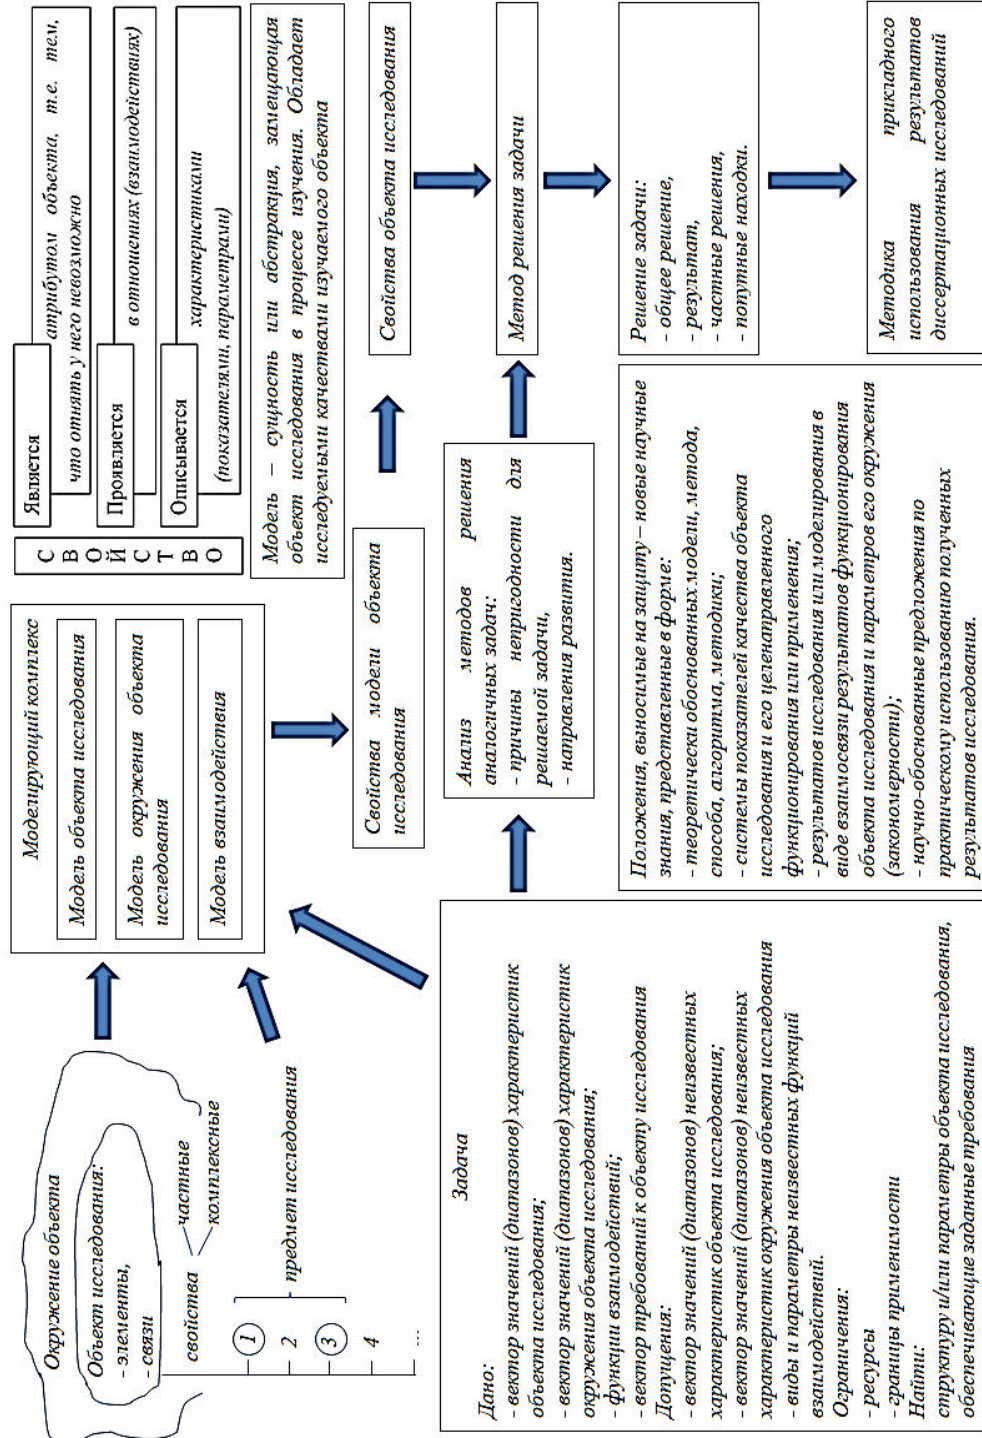 Окружение объекта
Объект исследования:
- элементы,
- связи
свойства
частные
комплексные
1
2
3
4
...
предмет исследования
Моделирующий комплекс
Модель объекта исследования
Модель окружения объекта
исследования
Модель взаимодействия
С
В
О
Й
С
Т
В
О
Является
атрибутом объекта, т.е. тем,
что отнять у него невозможно
Проявляется
в отношениях (взаимодействиях)
Описывается
характеристиками
(показателями, параметрами)
Модель – сущность или абстракция, замещающая
объект исследования в процессе изучения. Обладает
исследуемыми качествами изучаемого объекта
Свойства модели объекта
исследования
Свойства объекта исследования
Задача
Дано:
- вектор значений (диапазонов) характеристик
объекта исследования;
- вектор значений (диапазонов) характеристик
окружения объекта исследования;
- функции взаимодействий;
- вектор требований к объекту исследования
Допущения:
- вектор значений (диапазонов) неизвестных
характеристик объекта исследования;
- вектор значений (диапазонов) неизвестных
характеристик окружения объекта исследования
- виды и параметры неизвестных функций
взаимодействий.
Ограничения:
- ресурсы
- границы применимости
Найти:
структуру и/или параметры объекта исследования,
обеспечивающие заданные требования
Анализ методов решения
аналогичных задач:
- причины непригодности для
решаемой задачи,
- направления развития.
Метод решения задачи
Положения, выносимые на защиту – новые научные
знания, представленные в форме:
- теоретически обоснованных модели, метода,
способа, алгоритма, методики;
- системы показателей качества объекта
исследования и его целенаправленного
функционирования или применения;
- результатов исследования или моделирования в
виде взаимосвязи результатов функционирования
объекта исследования и параметров его окружения
(закономерности);
- научно-обоснованные предложения по
практическому использованию полученных
результатов исследования.
Решение задачи:
- общее решение,
- результат,
- частные решения,
- попутные находки.
Методика прикладного
использования результатов
диссертационных исследований